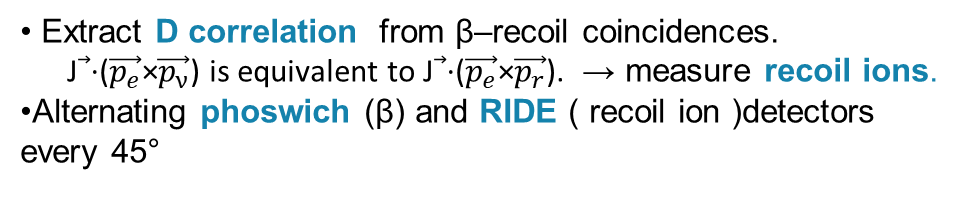 • Extract D correlation from β–recoil coincidences.
J⃗·(p⃗ₑ×p⃗ᵥ) is equivalent to J⃗·(p⃗ₑ×p⃗ᵣ). → measure recoil ions.
•Alternating phoswich (β) and RIDE ( recoil ion )detectors
every 45°